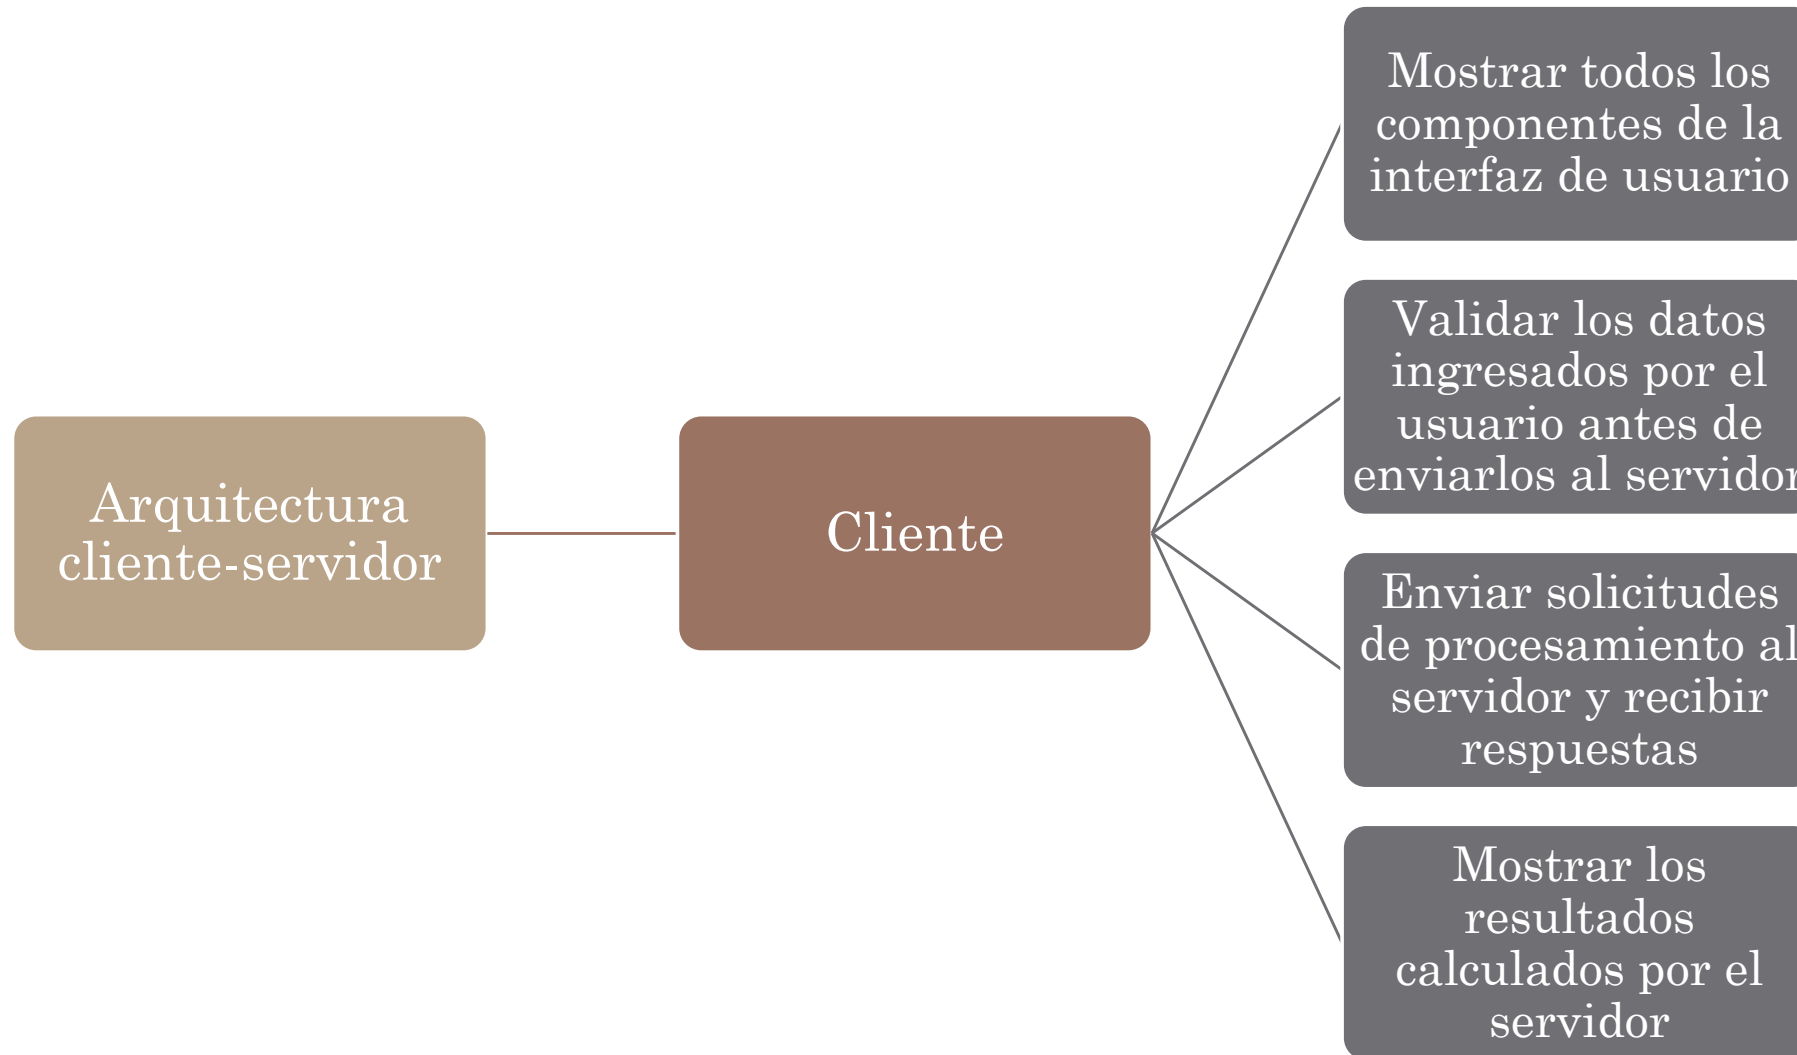 Arquitectura
cliente-servidor
Cliente
Mostrar todos los
componentes de la
interfaz de usuario
Validar los datos
ingresados por el
usuario antes de
enviarlos al servidor
Enviar solicitudes
de procesamiento al
servidor y recibir
respuestas
Mostrar los
resultados
calculados por el
servidor